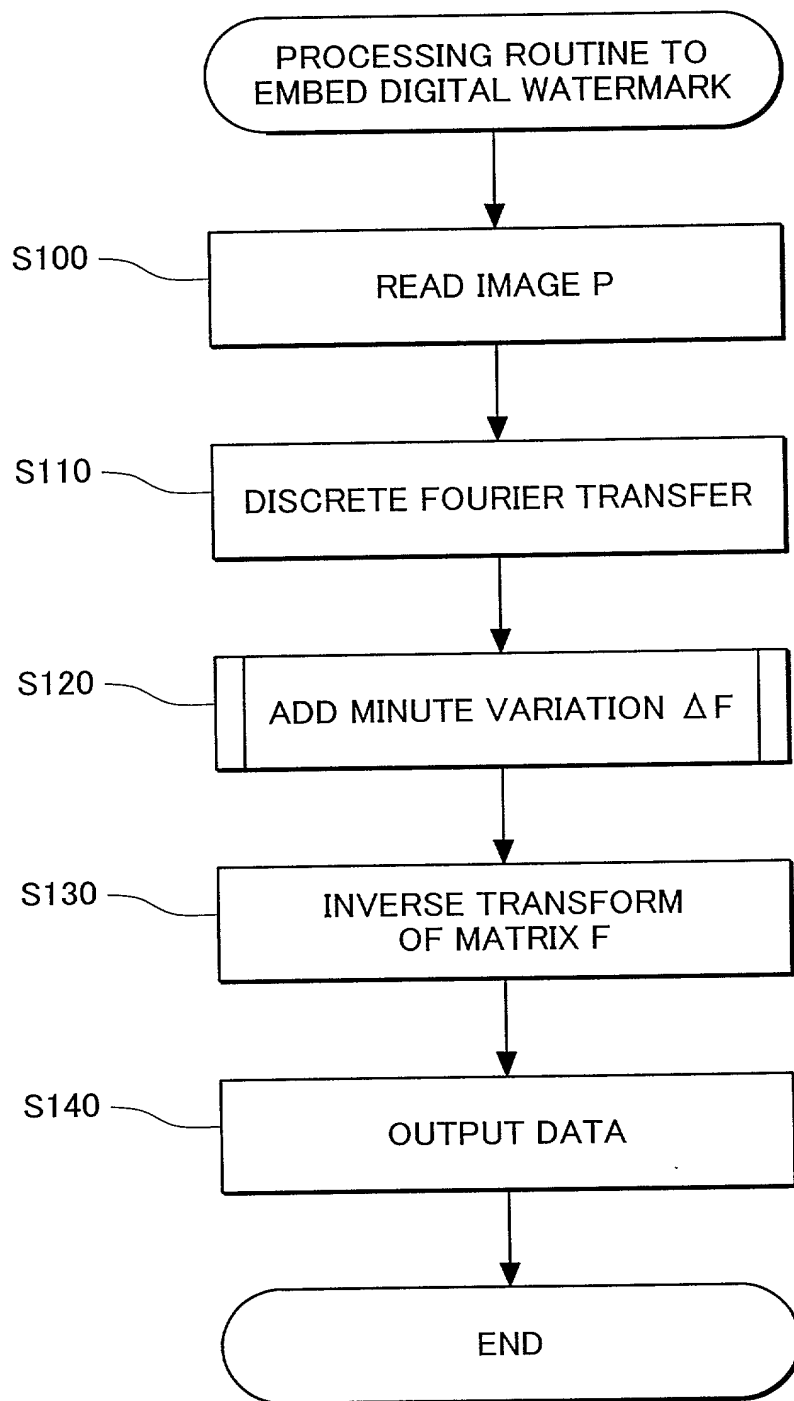 PROCESSING ROUTINE TO
EMBED DIGITAL WATERMARK
S100
READ IMAGE P
S110
DISCRETE FOURIER TRANSFER
S120
ADD MINUTE VARIATION ΔF
S130
INVERSE TRANSFORM
OF MATRIX F
S140
OUTPUT DATA
END